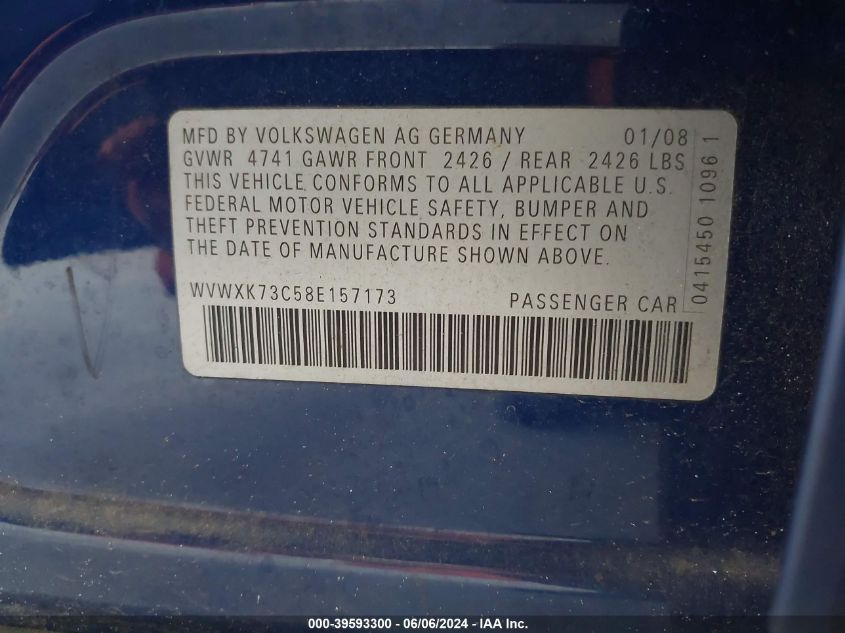 MFD BY VOLKSWAGEN AG GERMANY 01/08
GVWR 4741 GAWR FRONT 2426 / REAR 2426 LBS
THIS VEHICLE CONFORMS TO ALL APPLICABLE U.S.
FEDERAL MOTOR VEHICLE SAFETY, BUMPER AND
THEFT PREVENTION STANDARDS IN EFFECT ON
THE DATE OF MANUFACTURE SHOWN ABOVE.
WVWXK73C58E157173 PASSENGER CAR
0415450 1096 1
000-39593300 - 06/06/2024 - IAA Inc.